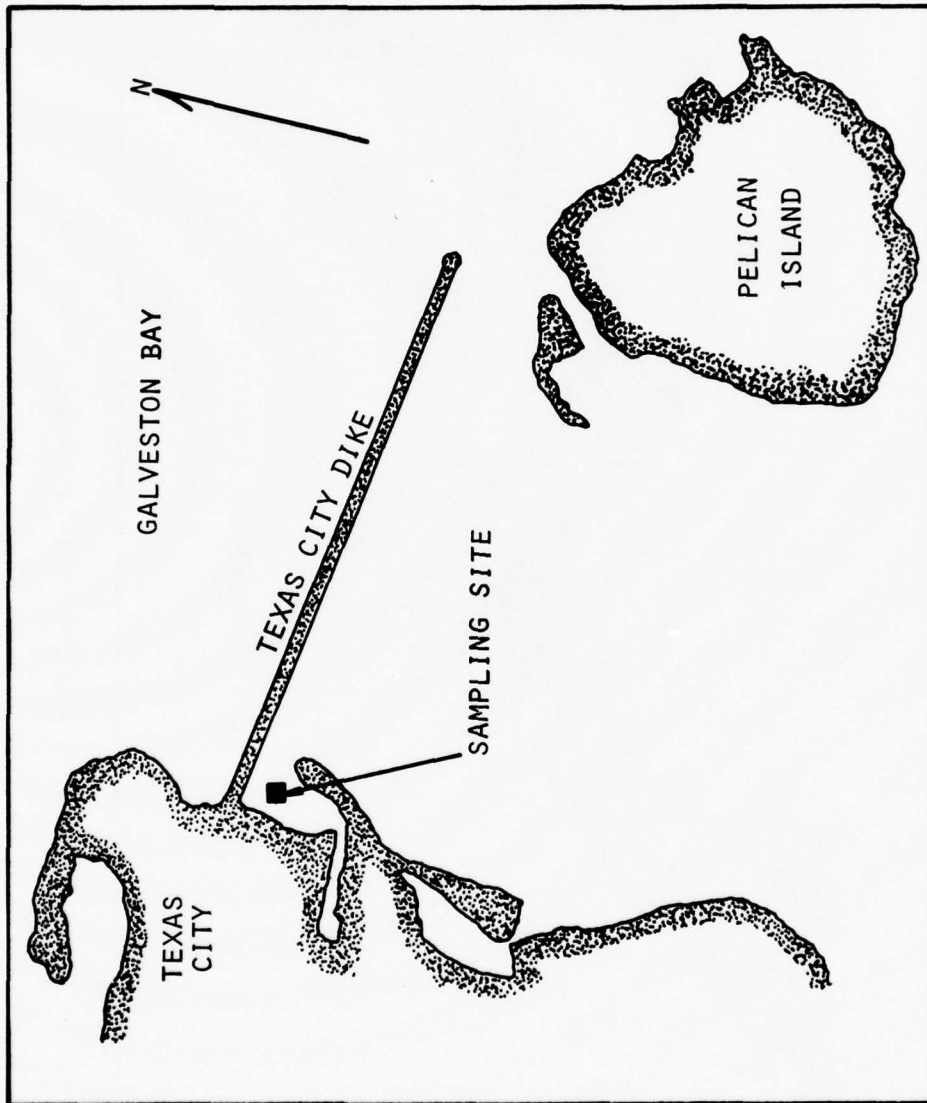 N
GALVESTON BAY
TEXAS CITY DIKE
SAMPLING SITE
TEXAS
CITY
PELICAN
ISLAND